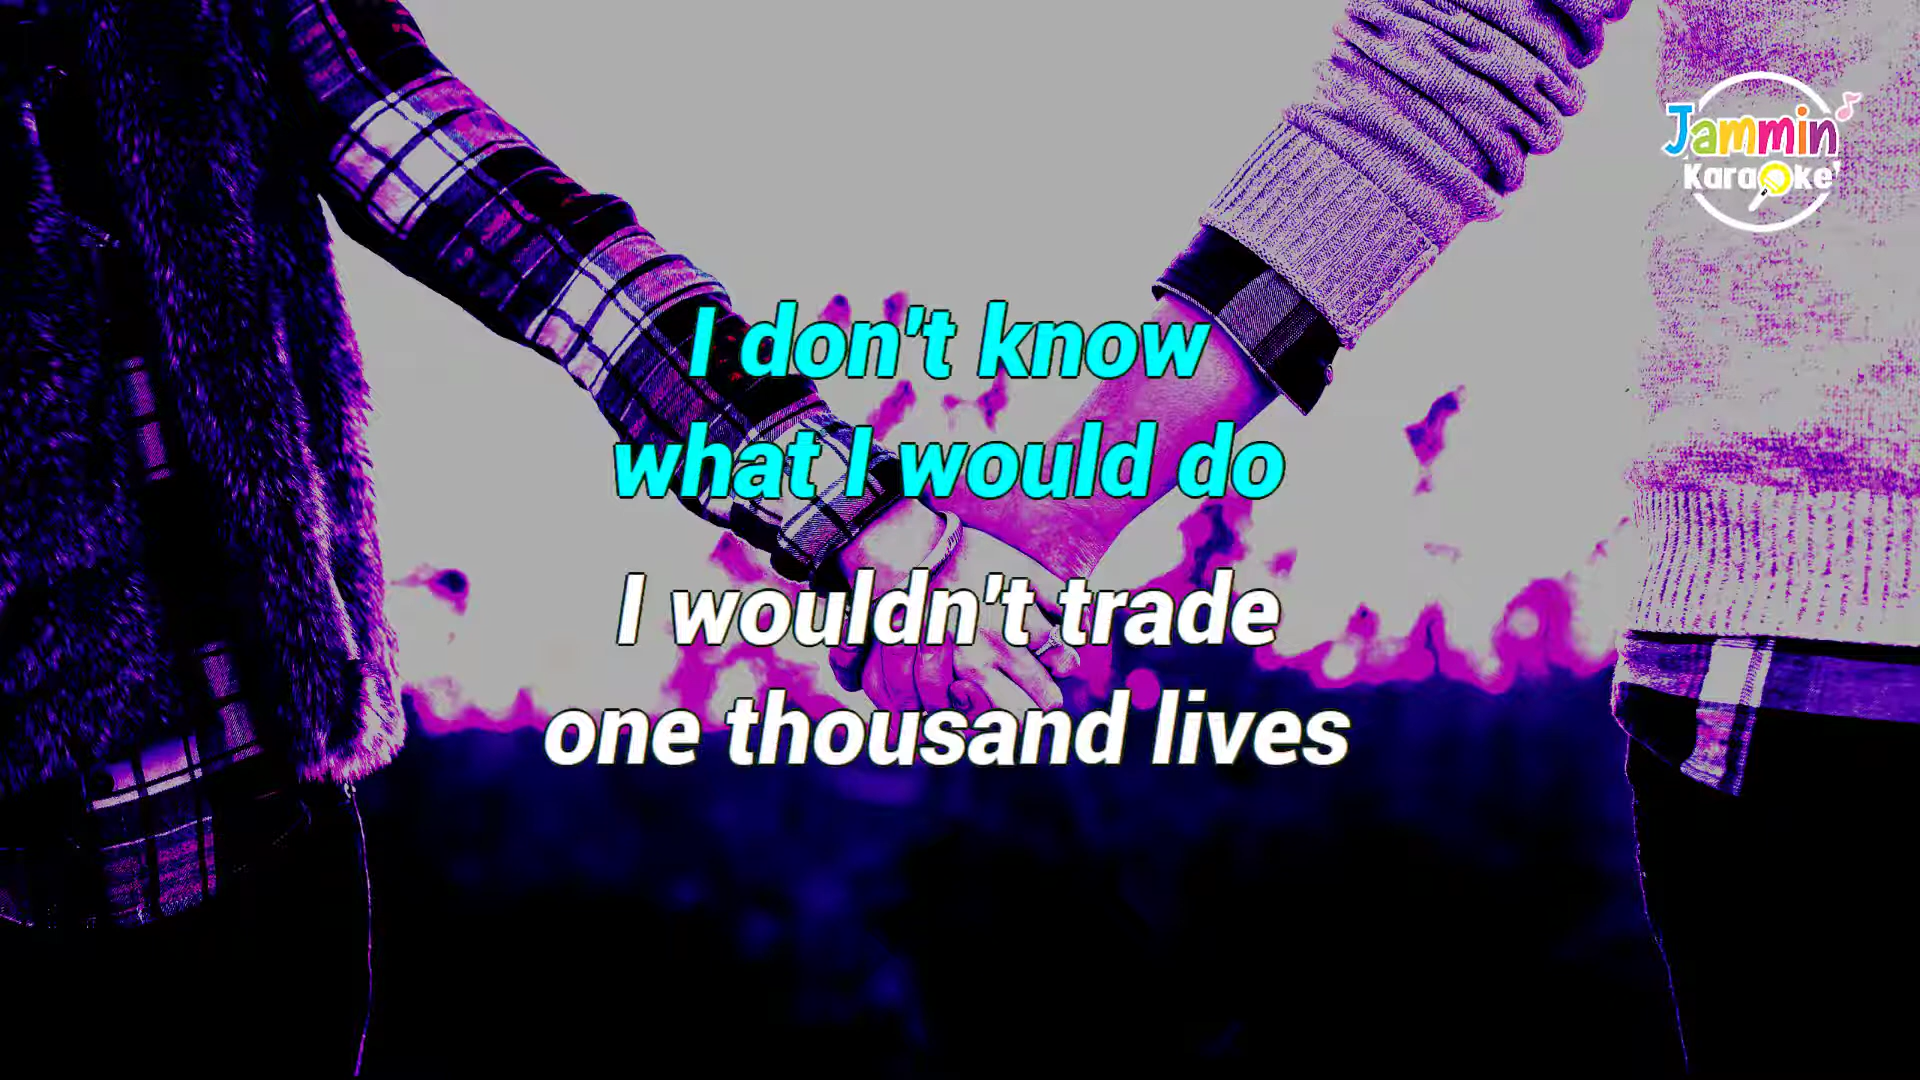 Jammin'
Karaoke
I don't know
what I would do
I wouldn't trade
one thousand lives